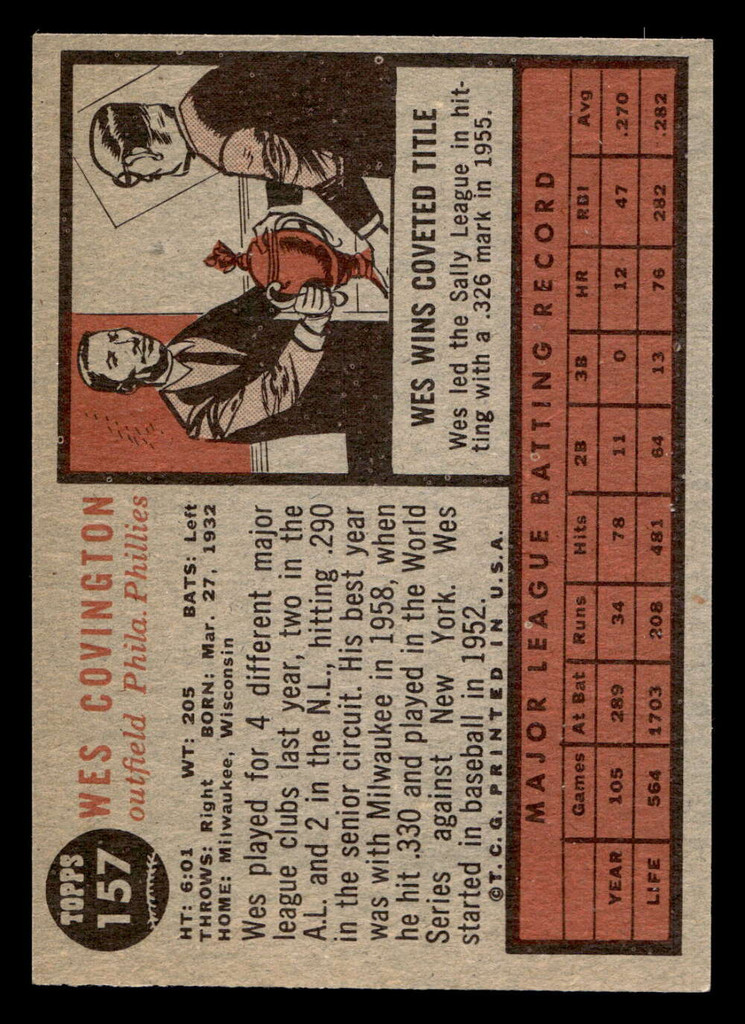 TOPPS
157
WES COVINGTON
outfield Phila. Phillies
HT: 6:01 WT: 205 BATS: Left
THROWS: Right BORN: Mar. 27, 1932
HOME: Milwaukee, Wisconsin
Wes played for 4 different major
league clubs last year, two in the
A.L. and 2 in the N.L., hitting .290
in the senior circuit. His best year
was with Milwaukee in 1958, when
he hit .330 and played in the World
Series against New York. Wes
started in baseball in 1952.
©T.C.G. PRINTED IN U.S.A.
WES WINS COVETED TITLE
Wes led the Sally League in hit-
ting with a .326 mark in 1955.
MAJOR LEAGUE BATTING RECORD
Games At Bat Runs Hits 2B 3B HR RBI Avg
YEAR 105 289 34 78 11 0 12 47 .270
LIFE 564 1703 208 481 64 13 76 282 .282